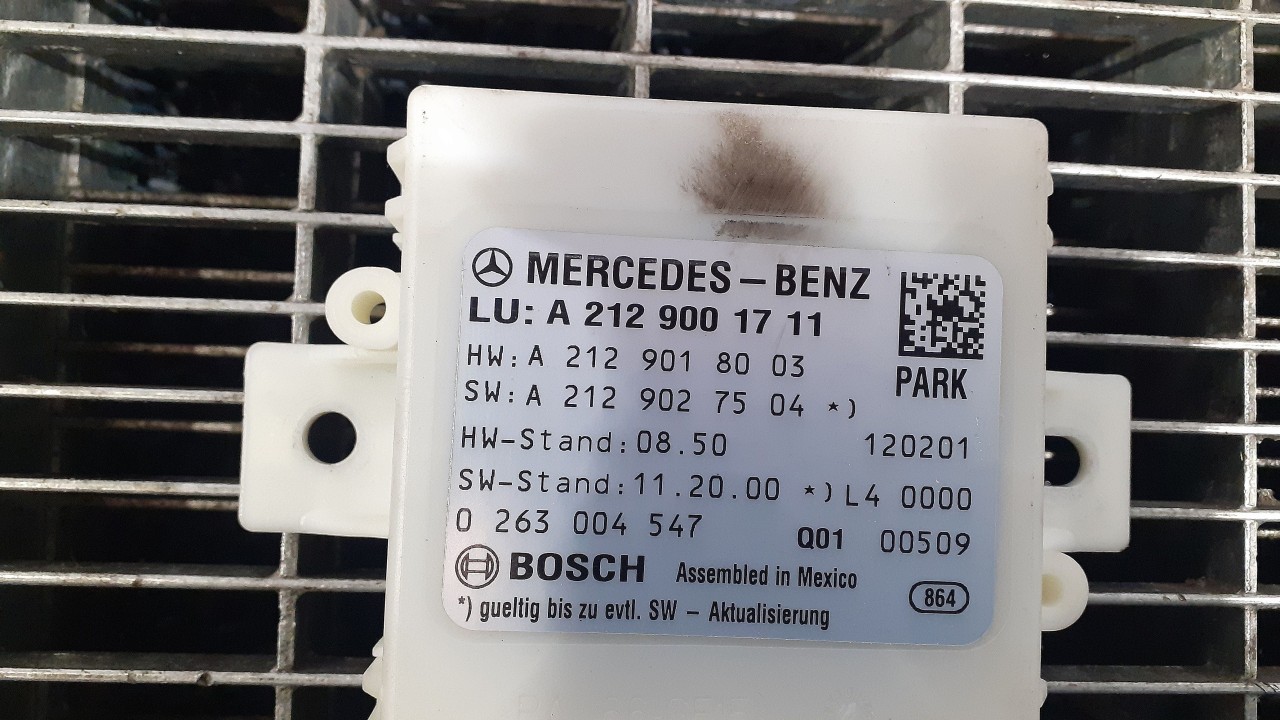 MERCEDES-BENZ
LU: A 212 900 17 11
HW: A 212 901 80 03
SW: A 212 902 75 04 *)
PARK
HW-Stand: 08.50 120201
SW-Stand: 11.20.00 *) L4 0000
0 263 004 547 Q01 00509
BOSCH Assembled in Mexico
*) gueltig bis zu evtl. SW - Aktualisierung
864